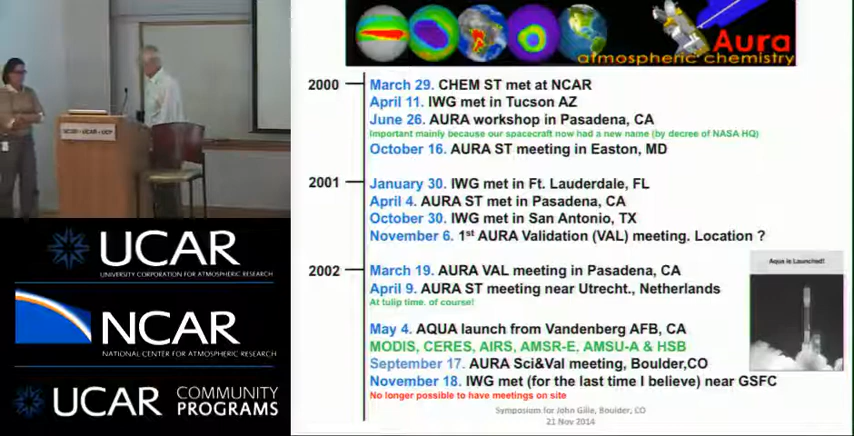 Aura
atmospheric chemistry
2000
March 29. CHEM ST met at NCAR
April 11. IWG met in Tucson AZ
June 26. AURA workshop in Pasadena, CA
Important mainly because our spacecraft now had a new name (by decree of NASA HQ)
October 16. AURA ST meeting in Easton, MD
2001
January 30. IWG met in Ft. Lauderdale, FL
April 4. AURA ST met in Pasadena, CA
October 30. IWG met in San Antonio, TX
November 6. 1st AURA Validation (VAL) meeting. Location ?
2002
March 19. AURA VAL meeting in Pasadena, CA
April 9. AURA ST meeting near Utrecht., Netherlands
At tulip time. of course!
Aqua is Launched!
May 4. AQUA launch from Vandenberg AFB, CA
MODIS, CERES, AIRS, AMSR-E, AMSU-A & HSB
September 17. AURA Sci&Val meeting, Boulder,CO
November 18. IWG met (for the last time I believe) near GSFC
No longer possible to have meetings on site
Symposium for John Gille, Boulder, CO
21 Nov 2014
NCAR • UCAR • UCP
UCAR
UNIVERSITY CORPORATION FOR ATMOSPHERIC RESEARCH
NCAR
NATIONAL CENTER FOR ATMOSPHERIC RESEARCH
UCAR COMMUNITY PROGRAMS